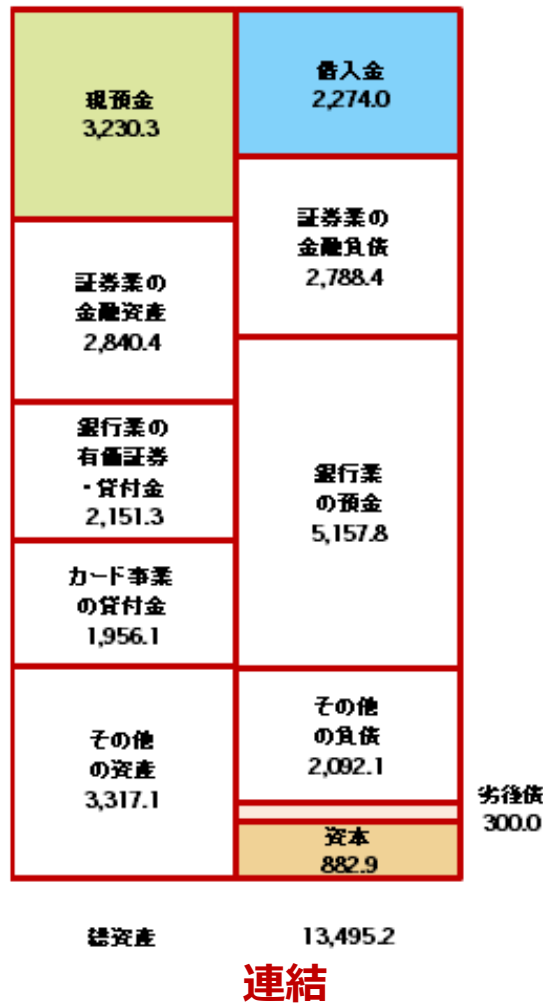 現預金
3,230.3
証券業の
金融資産
2,840.4
銀行業の
有価証券
・貸付金
2,151.3
カード事業
の貸付金
1,956.1
その他
の資産
3,317.1
借入金
2,274.0
証券業の
金融負債
2,788.4
銀行業
の預金
5,157.8
その他
の負債
2,092.1
劣後債
300.0
資本
882.9
総資産
13,495.2
連結